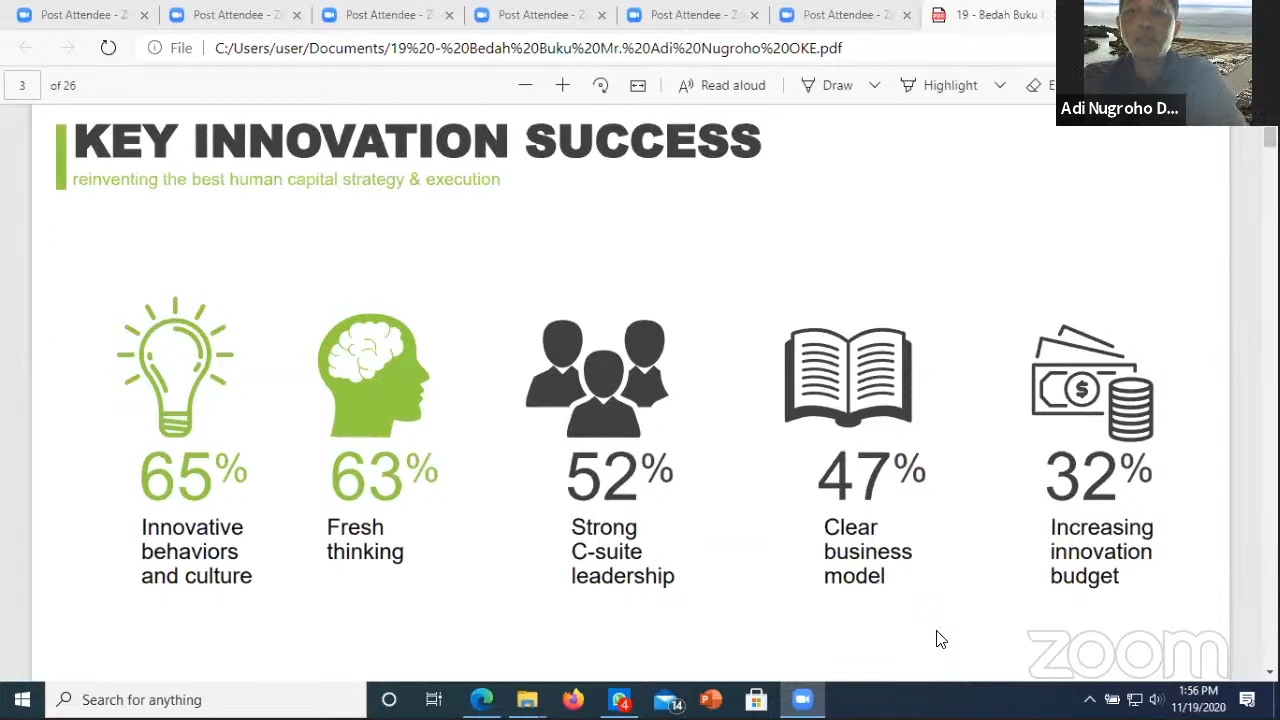 Post Attendee - Z
Post Attendee - Z
Post Attendee - Z
Post Attendee - Z
Post Attendee - Z
Post Attendee - Z
19 - Bedah Buku
File C:/Users/user/Documents/19%20-%20Bedah%20Buku%20Mr.%20Adi%20Nugroho%20OKE.pdf
3 of 26 Read aloud Draw Highlight E
Adi Nugroho D...
KEY INNOVATION SUCCESS
reinventing the best human capital strategy & execution
65%
Innovative
behaviors
and culture
63%
Fresh
thinking
52%
Strong
C-suite
leadership
47%
Clear
business
model
32%
Increasing
innovation
budget
zoom
Search for anything
4
14
1:56 PM
11/19/2020